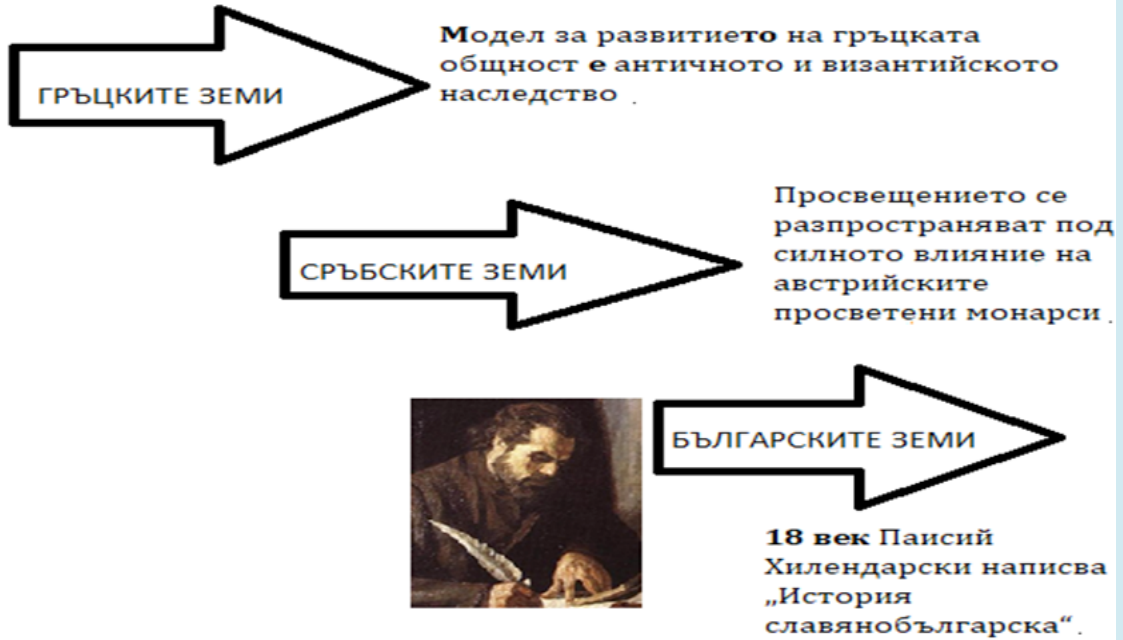 ГРЪЦКИТЕ ЗЕМИ
Модел за развитието на гръцката
общност е античното и византийското
наследство .
СРЪБСКИТЕ ЗЕМИ
Просвещението се
разпространяват под
силното влияние на
австрийските
просветени монарси .
БЪЛГАРСКИТЕ ЗЕМИ
18 век Паисий
Хилендарски написва
„История
славянобългарска“.